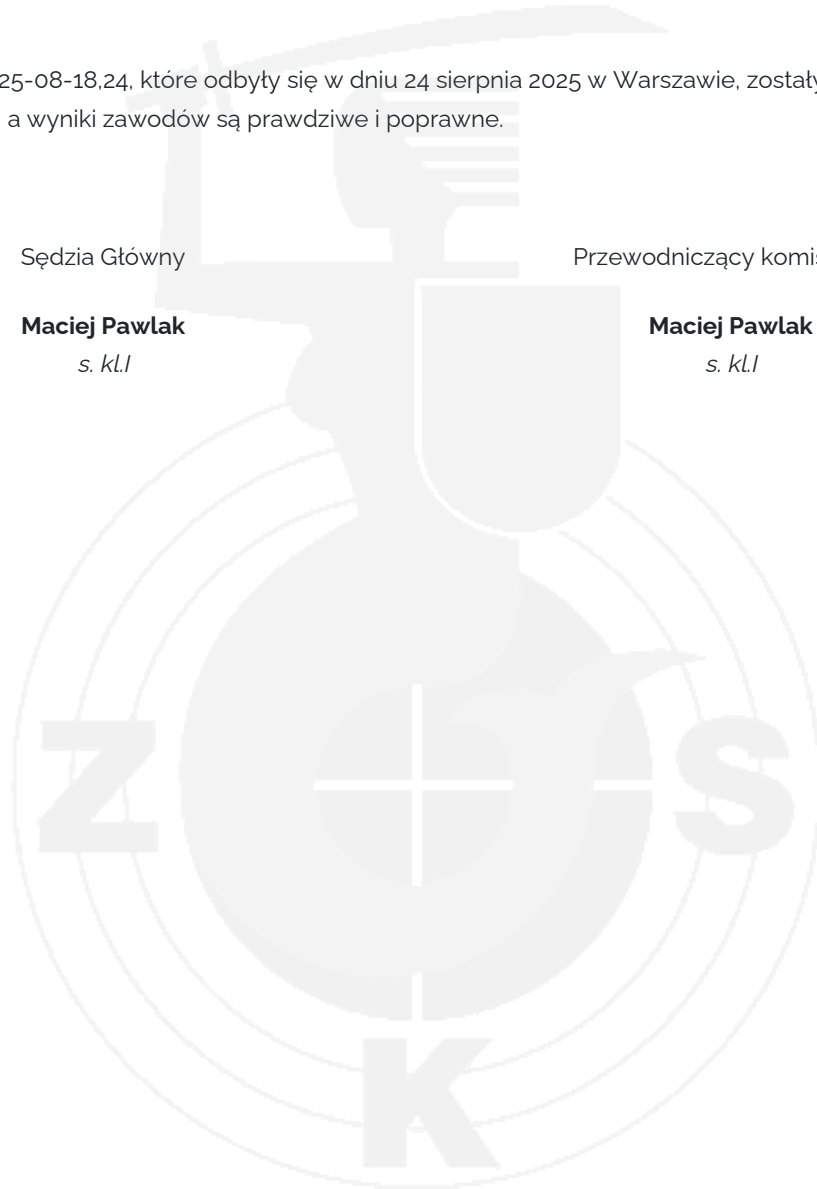 25-08-18,24, które odbyły się w dniu 24 sierpnia 2025 w Warszawie, zostały
a wyniki zawodów są prawdziwe i poprawne.
Sędzia Główny
Przewodniczący komis
Maciej Pawlak
Maciej Pawlak
s. kl.I
s. kl.I
Z
S
K